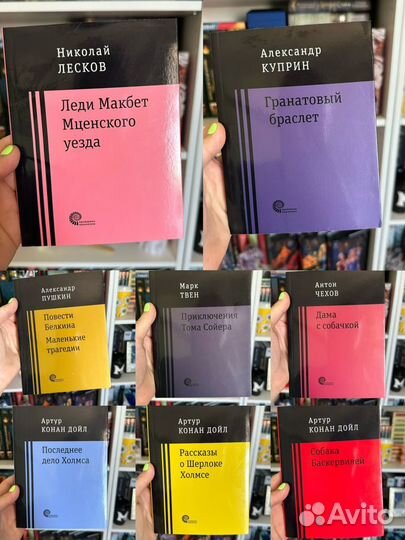 Николай
ЛЕСКОВ
Леди Макбет
Мценского
уезда
Александр
КУПРИН
Гранатовый
браслет
Александр
ПУШКИН
Повести
Белкина
Маленькие
трагедии
Марк
ТВЕН
Приключения
Тома Сойера
Антон
ЧЕХОВ
Дама
с собачкой
Артур
КОНАН ДОЙЛ
Последнее
дело Холмса
Артур
КОНАН ДОЙЛ
Рассказы
о Шерлоке
Холмсе
Артур
КОНАН ДОЙЛ
Собака
Баскервилей
Avito